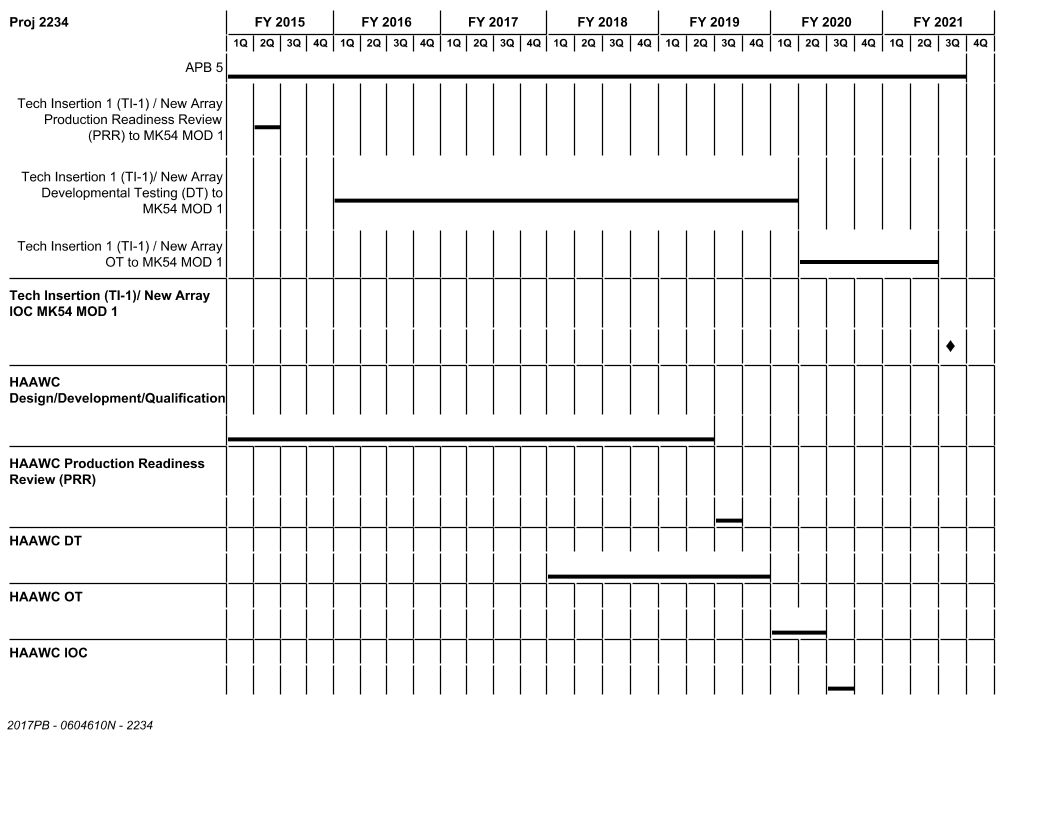 Proj 2234 FY 2015 FY 2016 FY 2017 FY 2018 FY 2019 FY 2020 FY 2021
1Q 2Q 3Q 4Q 1Q 2Q 3Q 4Q 1Q 2Q 3Q 4Q 1Q 2Q 3Q 4Q 1Q 2Q 3Q 4Q 1Q 2Q 3Q 4Q 1Q 2Q 3Q 4Q
APB 5
Tech Insertion 1 (TI-1) / New Array
Production Readiness Review
(PRR) to MK54 MOD 1
Tech Insertion 1 (TI-1)/ New Array
Developmental Testing (DT) to
MK54 MOD 1
Tech Insertion 1 (TI-1) / New Array
OT to MK54 MOD 1
Tech Insertion (TI-1)/ New Array
IOC MK54 MOD 1
HAAWC
Design/Development/Qualification
HAAWC Production Readiness
Review (PRR)
HAAWC DT
HAAWC OT
HAAWC IOC
2017PB - 0604610N - 2234